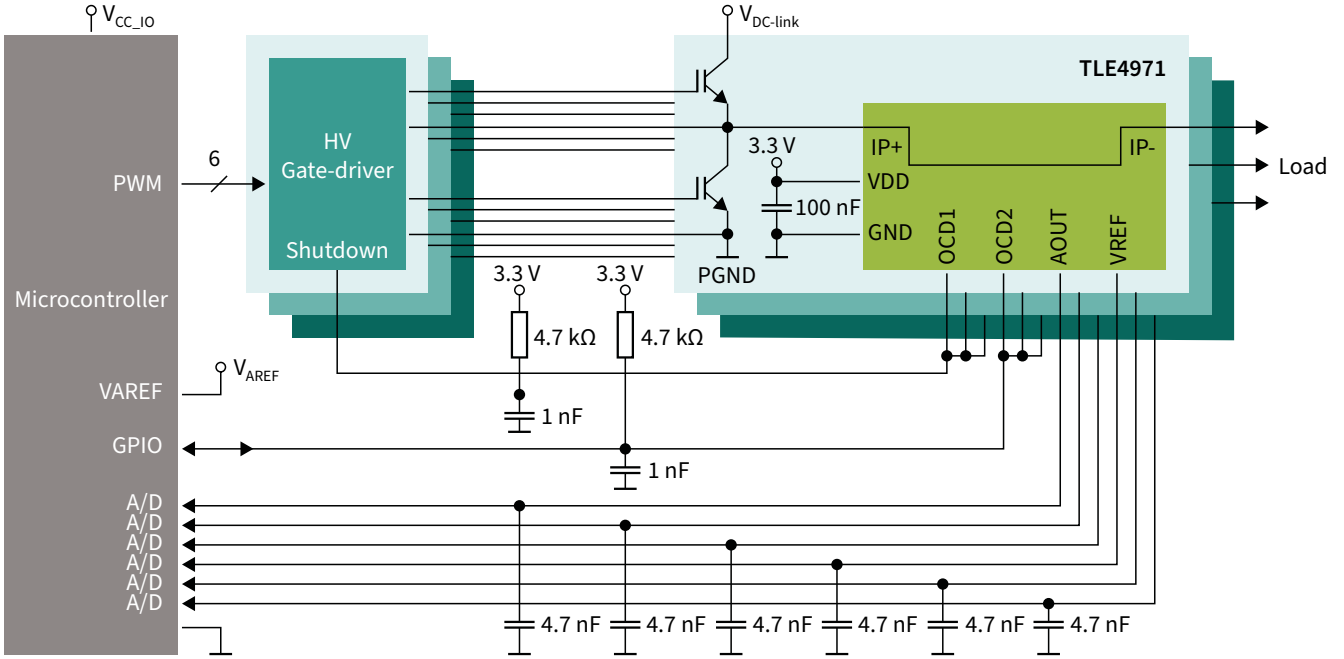 V_CC_IO
V_DC-link
TLE4971
HV
Gate-driver
Shutdown
6
PWM
Microcontroller
VAREF
V_AREF
GPIO
A/D
A/D
A/D
A/D
A/D
A/D
3.3 V
IP+
IP-
VDD
100 nF
GND
OCD1
OCD2
AOUT
VREF
Load
PGND
3.3 V
3.3 V
4.7 kΩ
4.7 kΩ
1 nF
1 nF
4.7 nF
4.7 nF
4.7 nF
4.7 nF
4.7 nF
4.7 nF